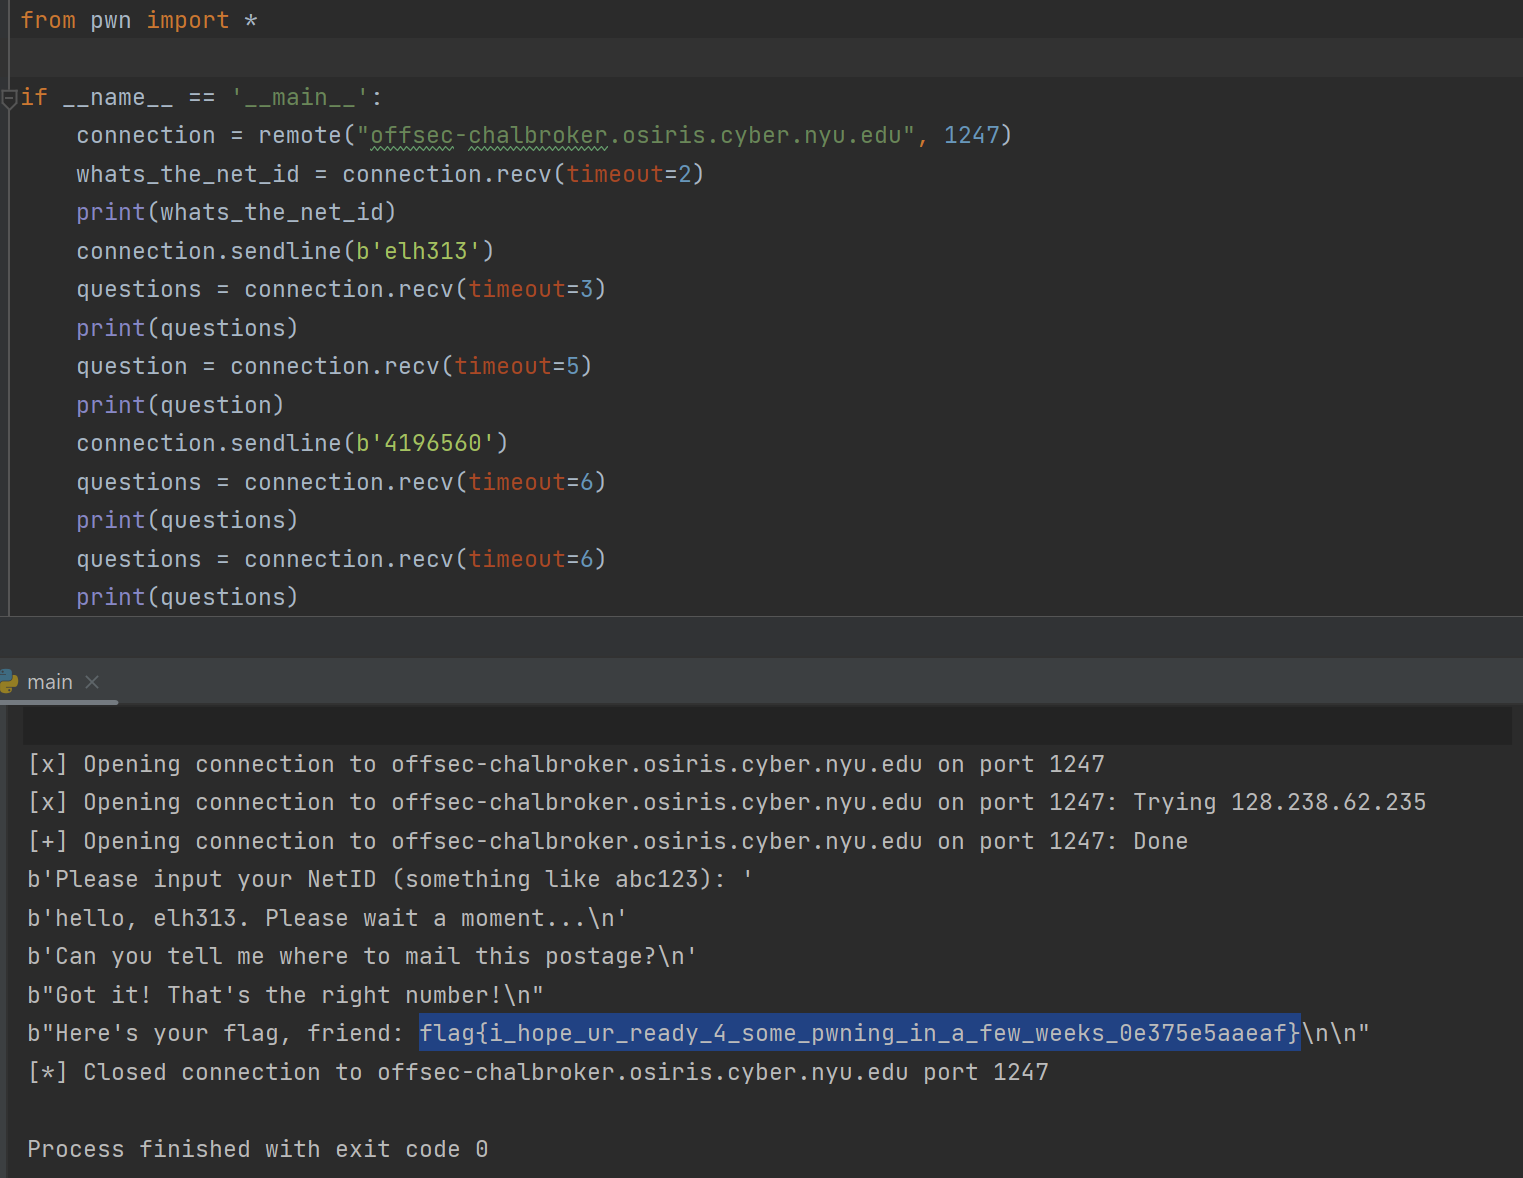 from pwn import *
if __name__ == '__main__':
    connection = remote("offsec-chalbroker.osiris.cyber.nyu.edu", 1247)
    whats_the_net_id = connection.recv(timeout=2)
    print(whats_the_net_id)
    connection.sendline(b'elh313')
    questions = connection.recv(timeout=3)
    print(questions)
    question = connection.recv(timeout=5)
    print(question)
    connection.sendline(b'4196560')
    questions = connection.recv(timeout=6)
    print(questions)
    questions = connection.recv(timeout=6)
    print(questions)
main
[x] Opening connection to offsec-chalbroker.osiris.cyber.nyu.edu on port 1247
[x] Opening connection to offsec-chalbroker.osiris.cyber.nyu.edu on port 1247: Trying 128.238.62.235
[+] Opening connection to offsec-chalbroker.osiris.cyber.nyu.edu on port 1247: Done
b'Please input your NetID (something like abc123): '
b'hello, elh313. Please wait a moment...\n'
b'Can you tell me where to mail this postage?\n'
b"Got it! That's the right number!\n"
b"Here's your flag, friend: flag{i_hope_ur_ready_4_some_pwning_in_a_few_weeks_0e375e5aaeaf}\n\n"
[*] Closed connection to offsec-chalbroker.osiris.cyber.nyu.edu port 1247
Process finished with exit code 0